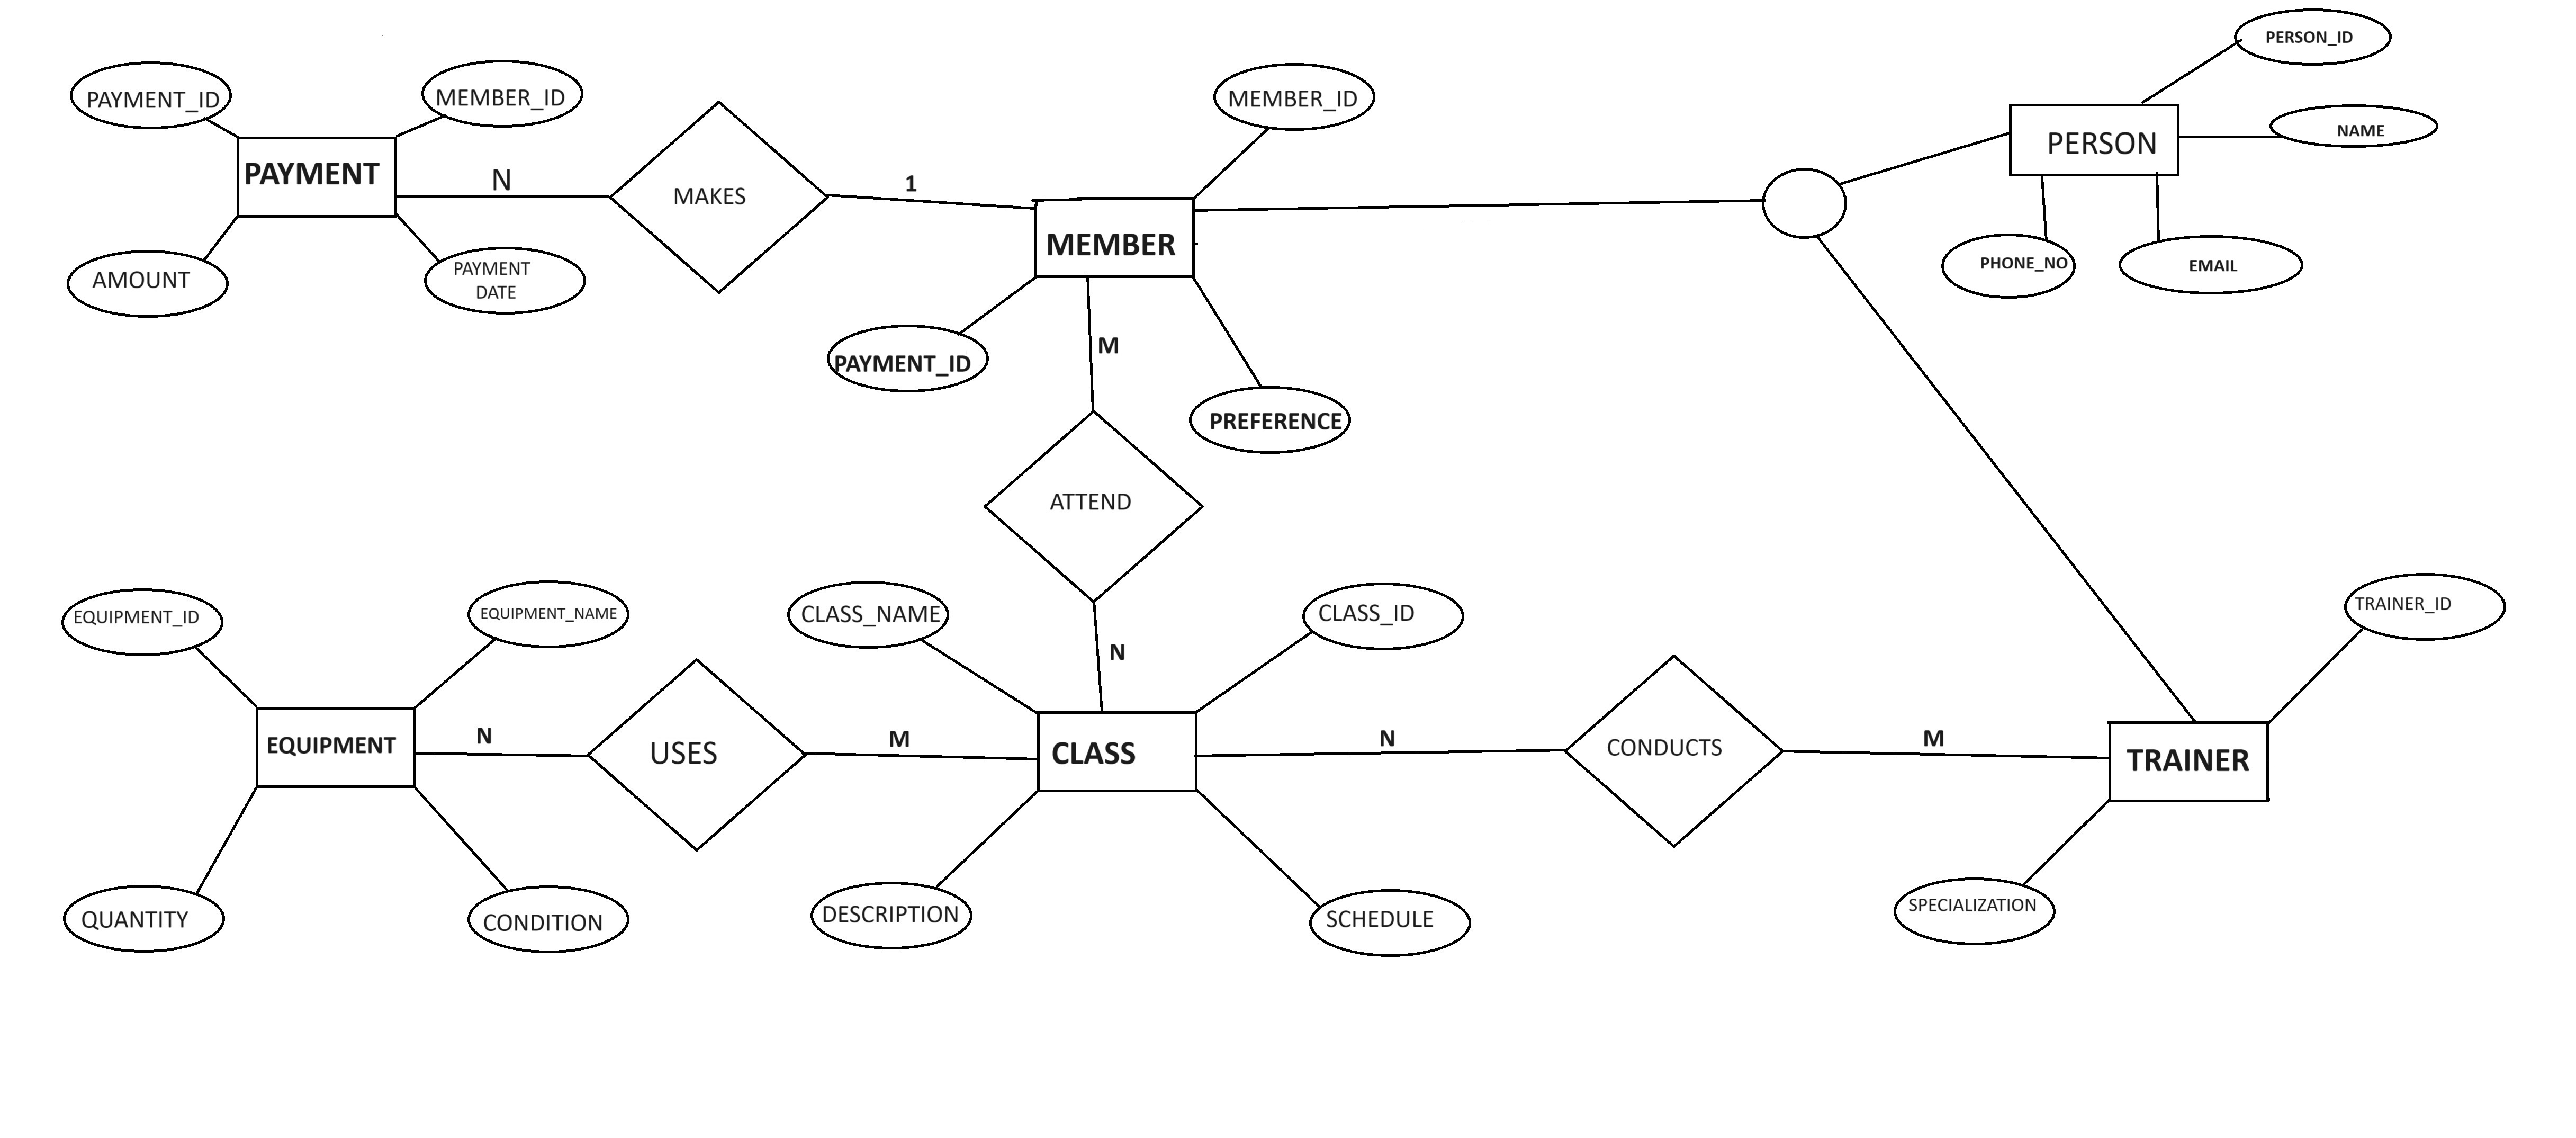 PERSON_ID
PAYMENT_ID
MEMBER_ID
MEMBER_ID
NAME
PERSON
PAYMENT
N
MAKES
1
MEMBER
PHONE_NO
EMAIL
AMOUNT
PAYMENT
DATE
M
PAYMENT_ID
PREFERENCE
ATTEND
EQUIPMENT_ID
EQUIPMENT_NAME
CLASS_NAME
N
CLASS_ID
TRAINER_ID
EQUIPMENT
N
USES
M
CLASS
N
CONDUCTS
M
TRAINER
QUANTITY
CONDITION
DESCRIPTION
SCHEDULE
SPECIALIZATION